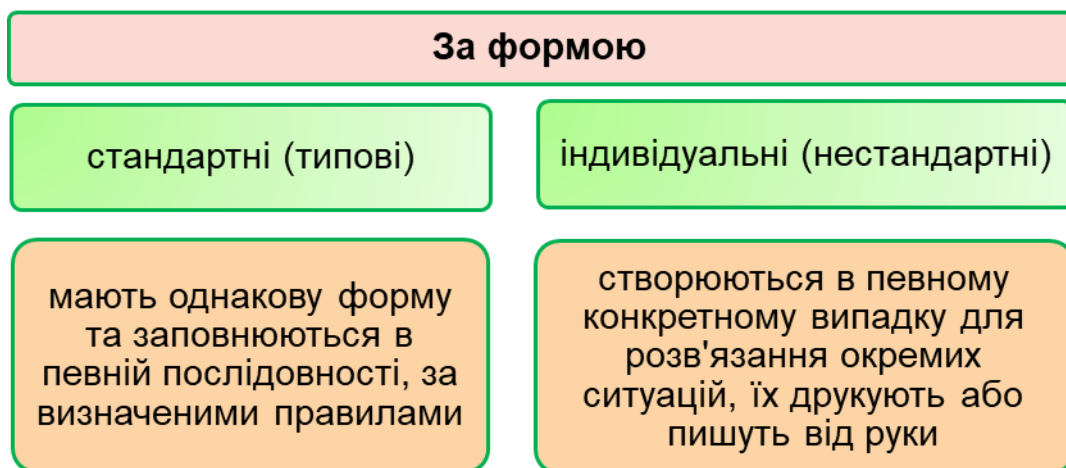 За формою
стандартні (типові)
індивідуальні (нестандартні)
мають однакову форму
та заповнюються в
певній послідовності, за
визначеними правилами
створюються в певному
конкретному випадку для
розв'язання окремих
ситуацій, їх друкують або
пишуть від руки